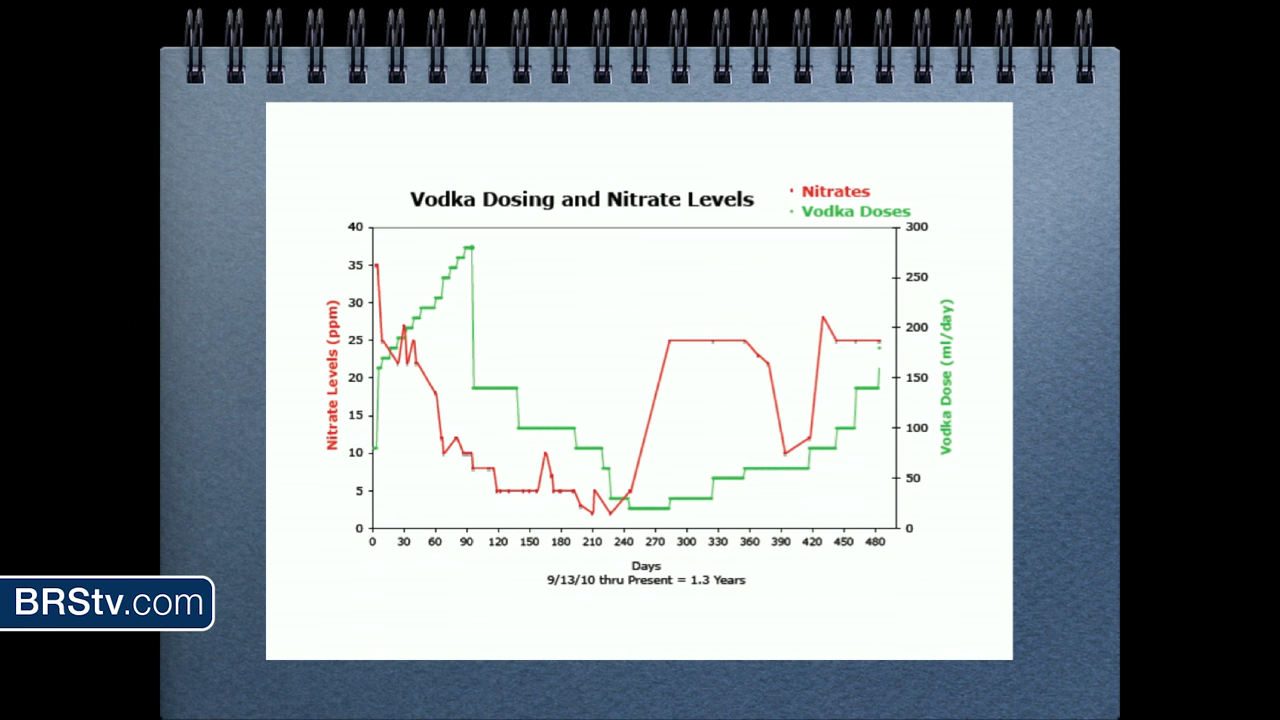 Vodka Dosing and Nitrate Levels
Nitrates
Vodka Doses
40
35
30
25
20
15
10
5
0
Nitrate Levels (ppm)
300
250
200
150
100
50
0
Vodka Dose (ml/day)
0 30 60 90 120 150 180 210 240 270 300 330 360 390 420 450 480
Days
9/13/10 thru Present = 1.3 Years
BRStv.com